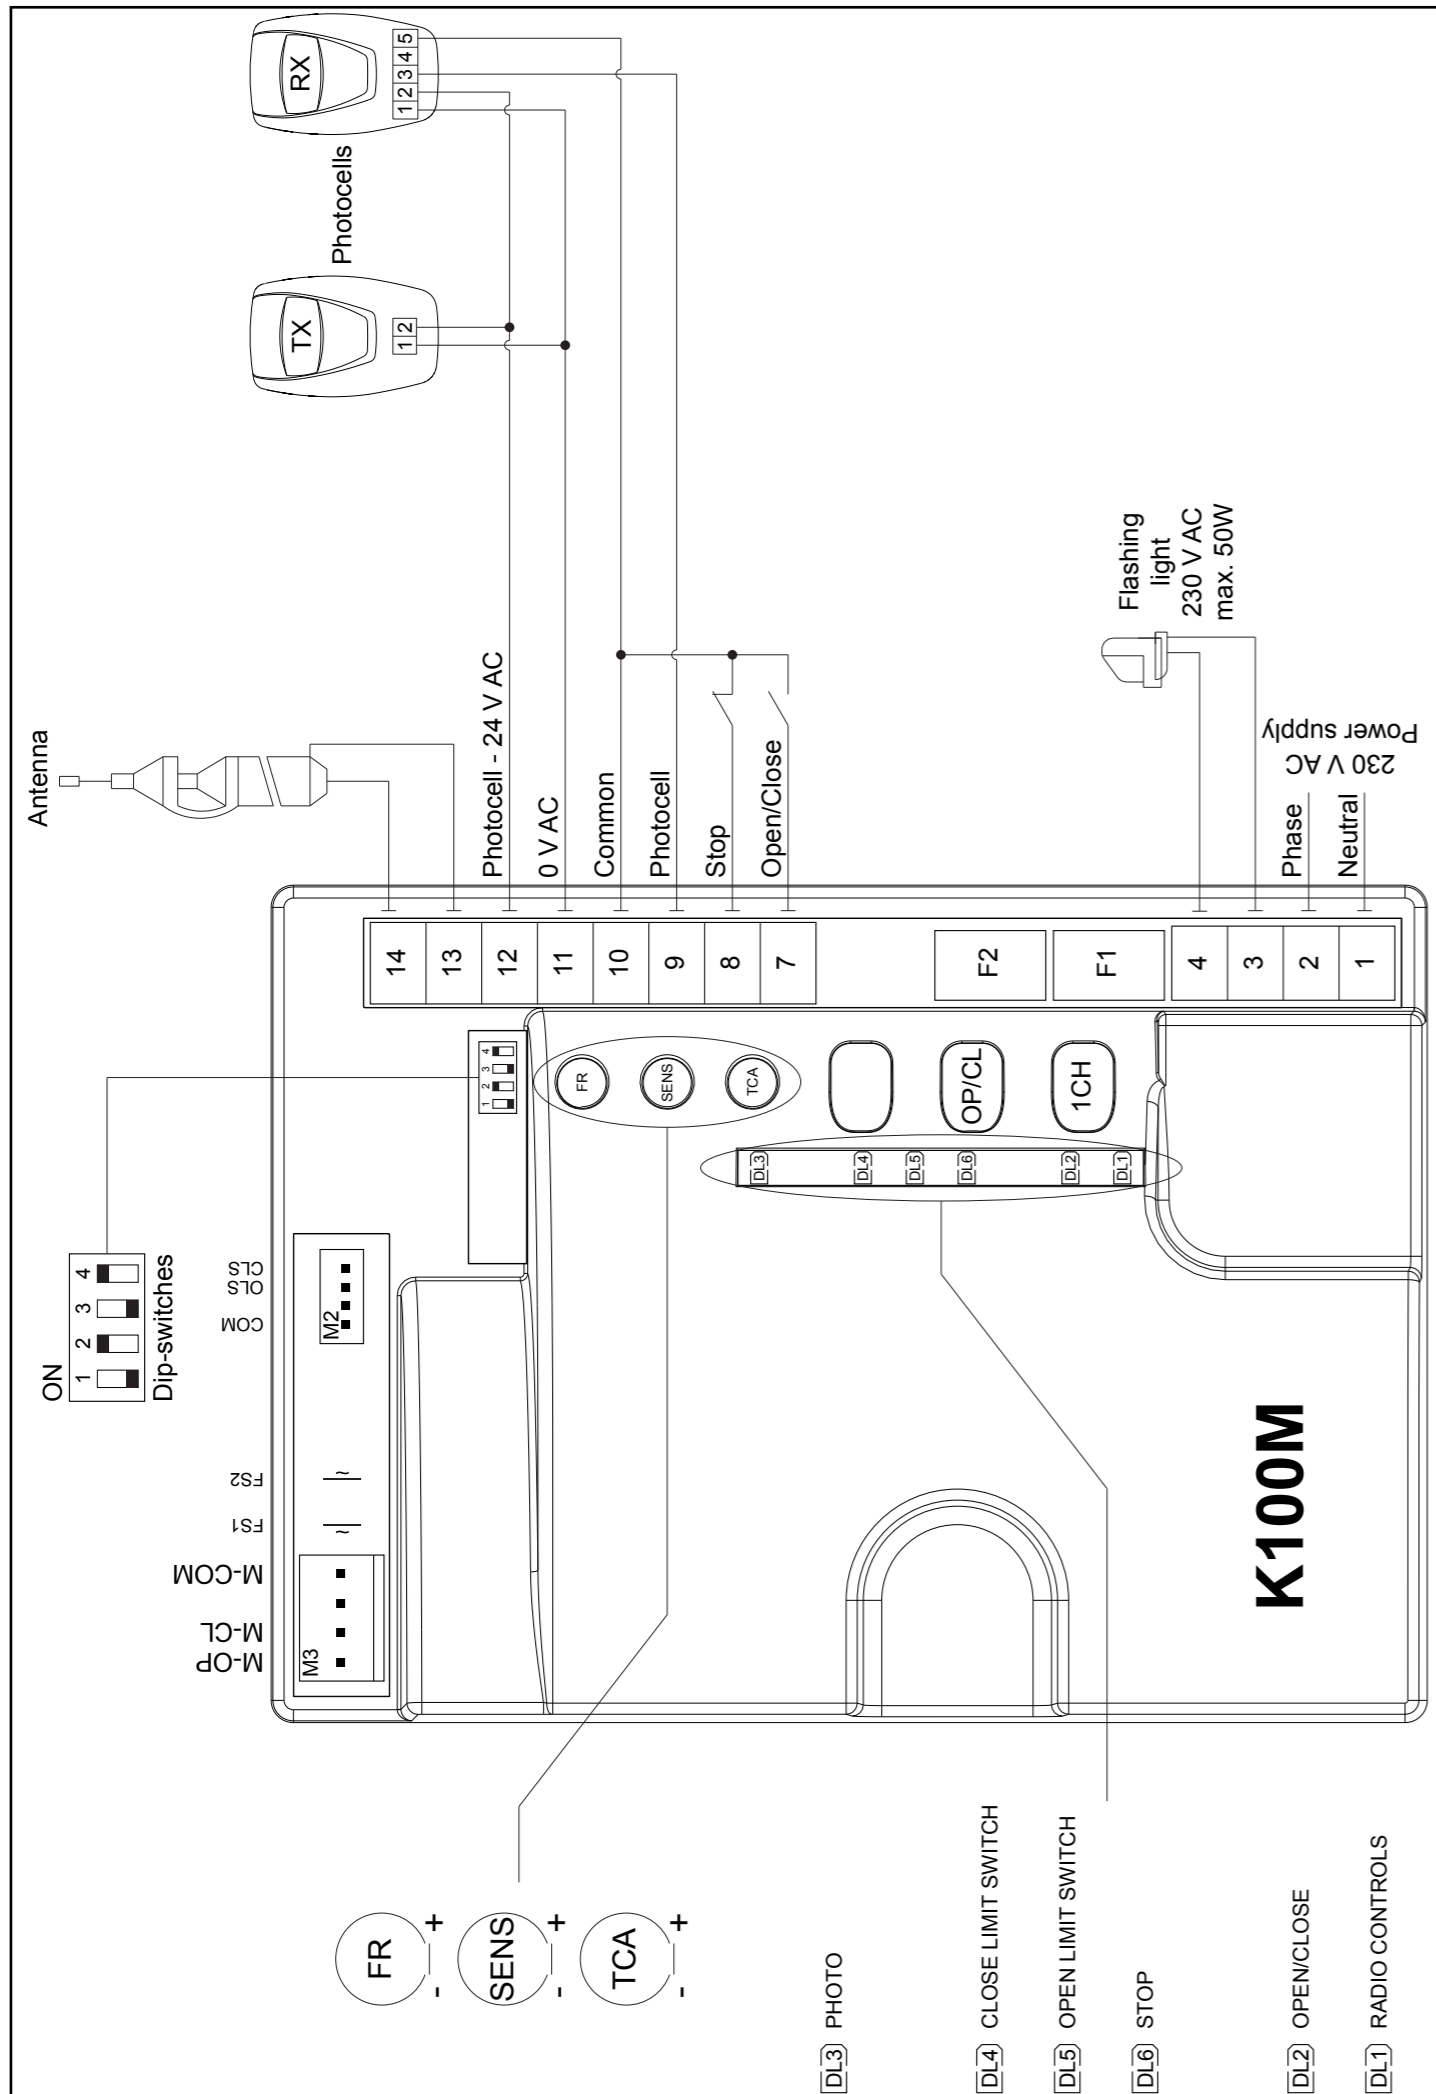 Antenna
ON
1 2 3 4
Dip-switches
TX
1 2
Photocells
RX
1 2 3 4 5
M-OP
M-CL
M-COM
FS1
FS2
COM
OLS
CLS
M3
~
~
M2
1 2 3 4
14
13
12
11
10
9
8
7
F2
F1
4
3
2
1
Photocell - 24 V AC
0 V AC
Common
Photocell
Stop
Open/Close
Flashing
light
230 V AC
max. 50W
Phase
Neutral
230 V AC
Power supply
FR
SENS
TCA
OP/CL
1CH
DL3
DL4
DL5
DL6
DL2
DL1
K100M
FR
- +
SENS
- +
TCA
- +
DL3 PHOTO
DL4 CLOSE LIMIT SWITCH
DL5 OPEN LIMIT SWITCH
DL6 STOP
DL2 OPEN/CLOSE
DL1 RADIO CONTROLS